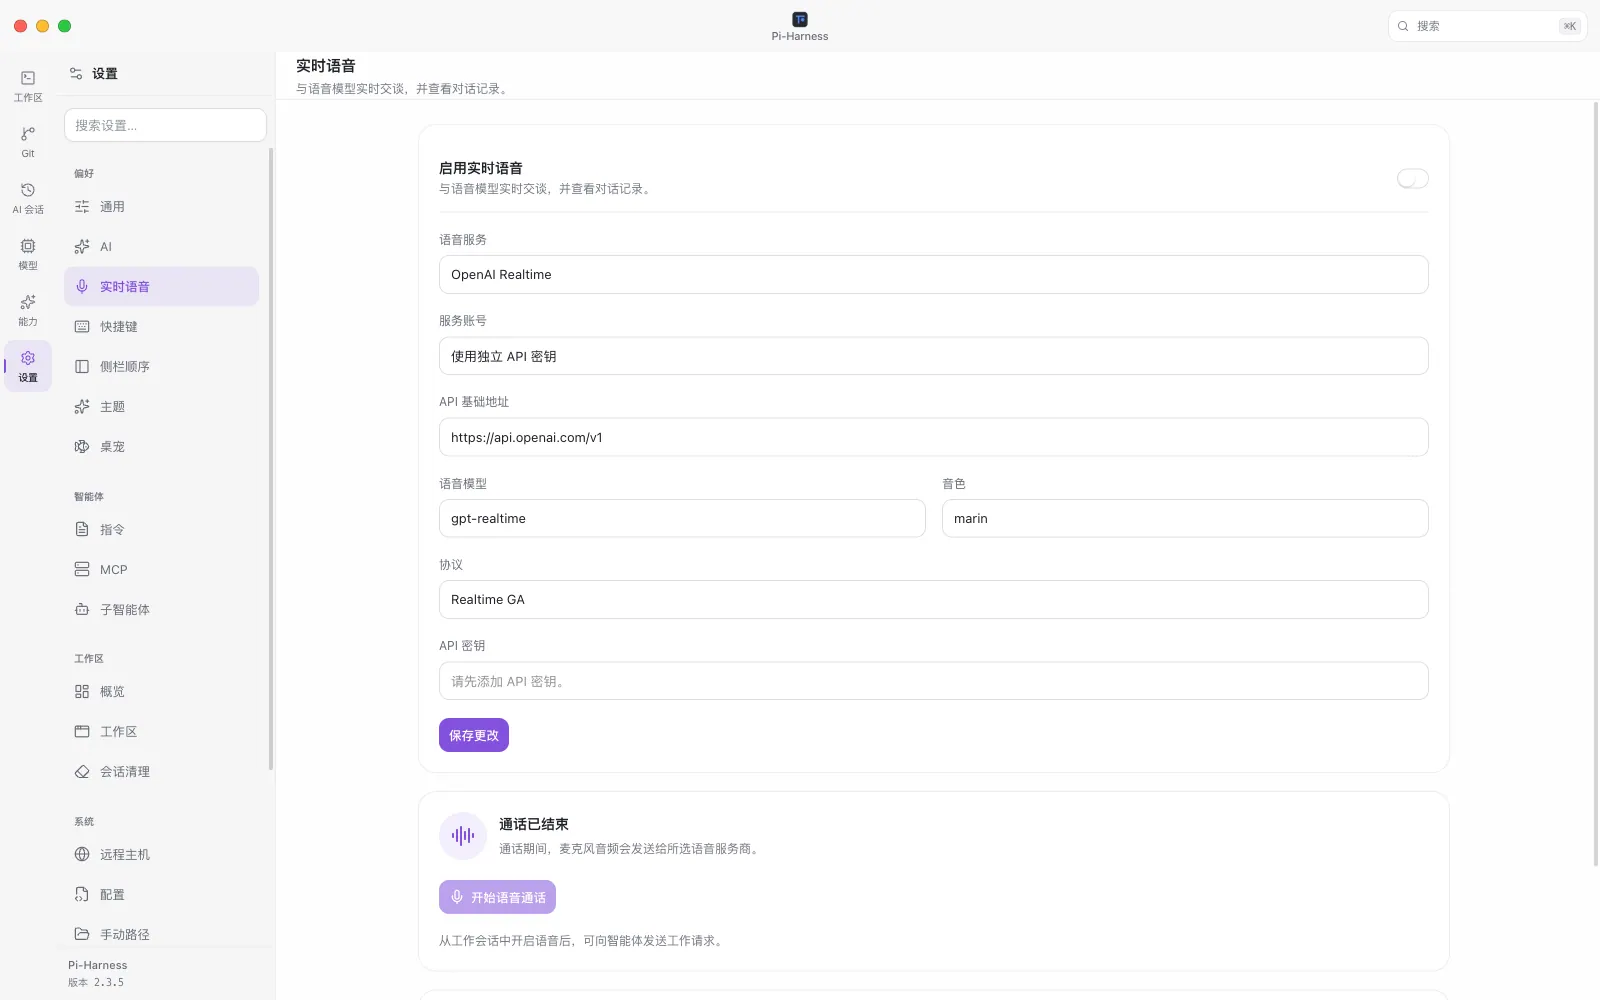 Pi-Harness
搜索
⌘K
工作区
Git
AI 会话
模型
能力
设置
设置
搜索设置...
偏好
通用
AI
实时语音
快捷键
侧栏顺序
主题
桌宠
智能体
指令
MCP
子智能体
工作区
概览
工作区
会话清理
系统
远程主机
配置
手动路径
Pi-Harness
版本 2.3.5
实时语音
与语音模型实时交谈，并查看对话记录。
启用实时语音
与语音模型实时交谈，并查看对话记录。
语音服务
OpenAI Realtime
服务账号
使用独立 API 密钥
API 基础地址
https://api.openai.com/v1
语音模型
音色
gpt-realtime
marin
协议
Realtime GA
API 密钥
请先添加 API 密钥。
保存更改
通话已结束
通话期间，麦克风音频会发送给所选语音服务商。
开始语音通话
从工作会话中开启语音后，可向智能体发送工作请求。